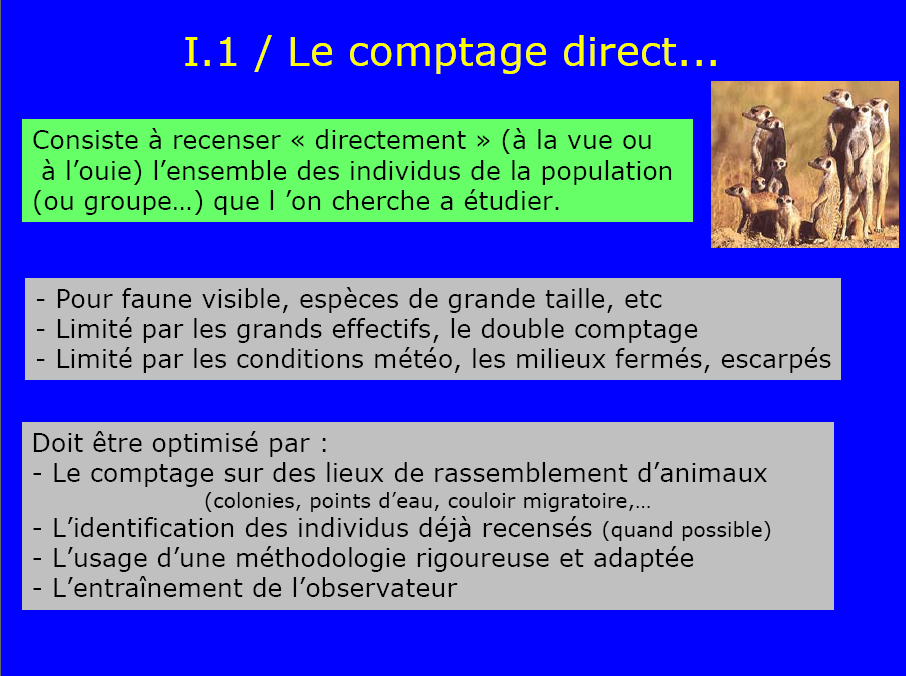 I.1 / Le comptage direct...
Consiste à recenser « directement » (à la vue ou
à l’ouie) l’ensemble des individus de la population
(ou groupe…) que l ’on cherche a étudier.
- Pour faune visible, espèces de grande taille, etc
- Limité par les grands effectifs, le double comptage
- Limité par les conditions météo, les milieux fermés, escarpés
Doit être optimisé par :
- Le comptage sur des lieux de rassemblement d’animaux
(colonies, points d’eau, couloir migratoire,…
- L’identification des individus déjà recensés (quand possible)
- L’usage d’une méthodologie rigoureuse et adaptée
- L’entraînement de l’observateur